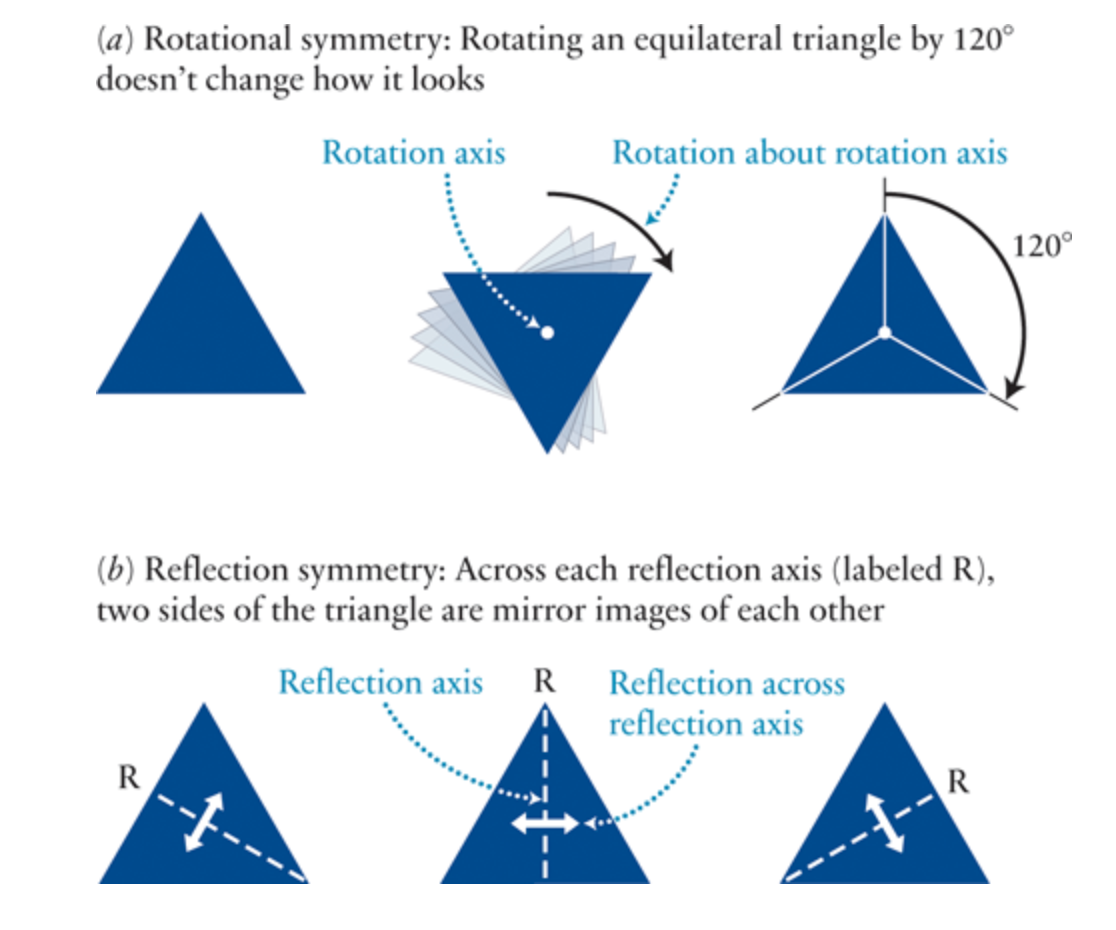 (a) Rotational symmetry: Rotating an equilateral triangle by 120°
doesn’t change how it looks
Rotation axis
Rotation about rotation axis
120°
(b) Reflection symmetry: Across each reflection axis (labeled R),
two sides of the triangle are mirror images of each other
Reflection axis
R
Reflection across
reflection axis
R
R